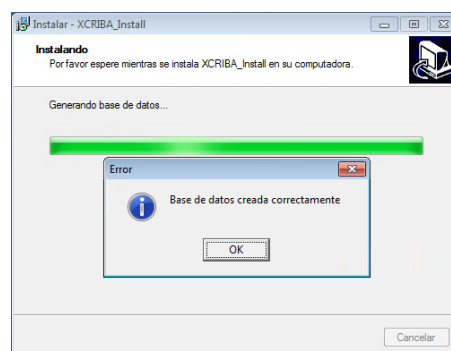 Instalar - XCRIBA_Install
Instalando
Por favor espere mientras se instala XCRIBA_Install en su computadora.
Generando base de datos...
Error
Base de datos creada correctamente
OK
Cancelar